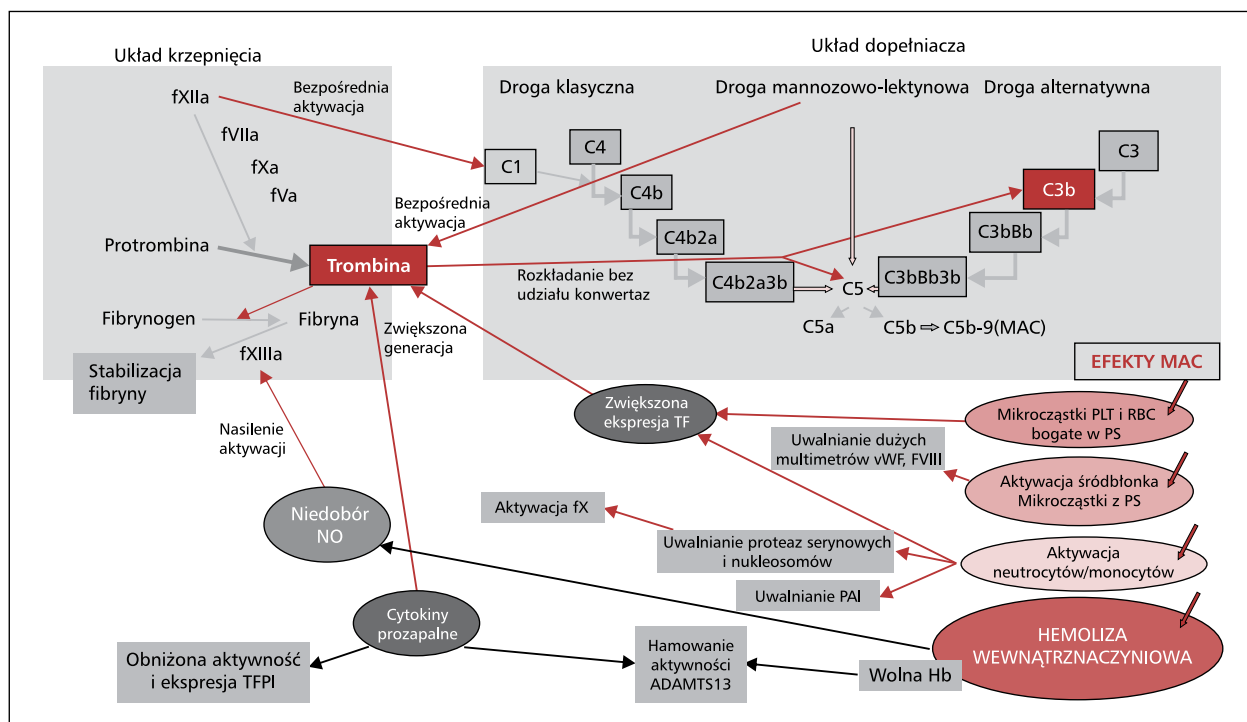 Układ krzepnięcia
Układ dopełniacza
fXIIa
Bezpośrednia
aktywacja
Droga klasyczna
Droga mannozowo-lektynowa
Droga alternatywna
fVIIa
fXa
fVa
C1
C4
C4b
C4b2a
C4b2a3b
C3
C3b
C3bBb
C3bBb3b
Bezpośrednia
aktywacja
Protrombina
Trombina
Rozkładanie bez
udziału konwertaz
C5
C5a
C5b
C5b-9(MAC)
Fibrynogen
Fibryna
Zwiększona
generacja
fXIIIa
Stabilizacja
fibryny
EFEKTY MAC
Nasilenie
aktywacji
Zwiększona
ekspresja TF
Mikrocząstki PLT i RBC
bogate w PS
Uwalnianie dużych
multimetrów vWF, FVIII
Aktywacja śródbłonka
Mikrocząstki z PS
Niedobór
NO
Aktywacja fX
Uwalnianie proteaz serynowych
i nukleosomów
Aktywacja
neutrocytów/monocytów
Uwalnianie PAI
Cytokiny
prozapalne
Obniżona aktywność
i ekspresja TFPI
Hamowanie
aktywności
ADAMTS13
Wolna Hb
HEMOLIZA
WEWNĄTRZNACZYNIOWA